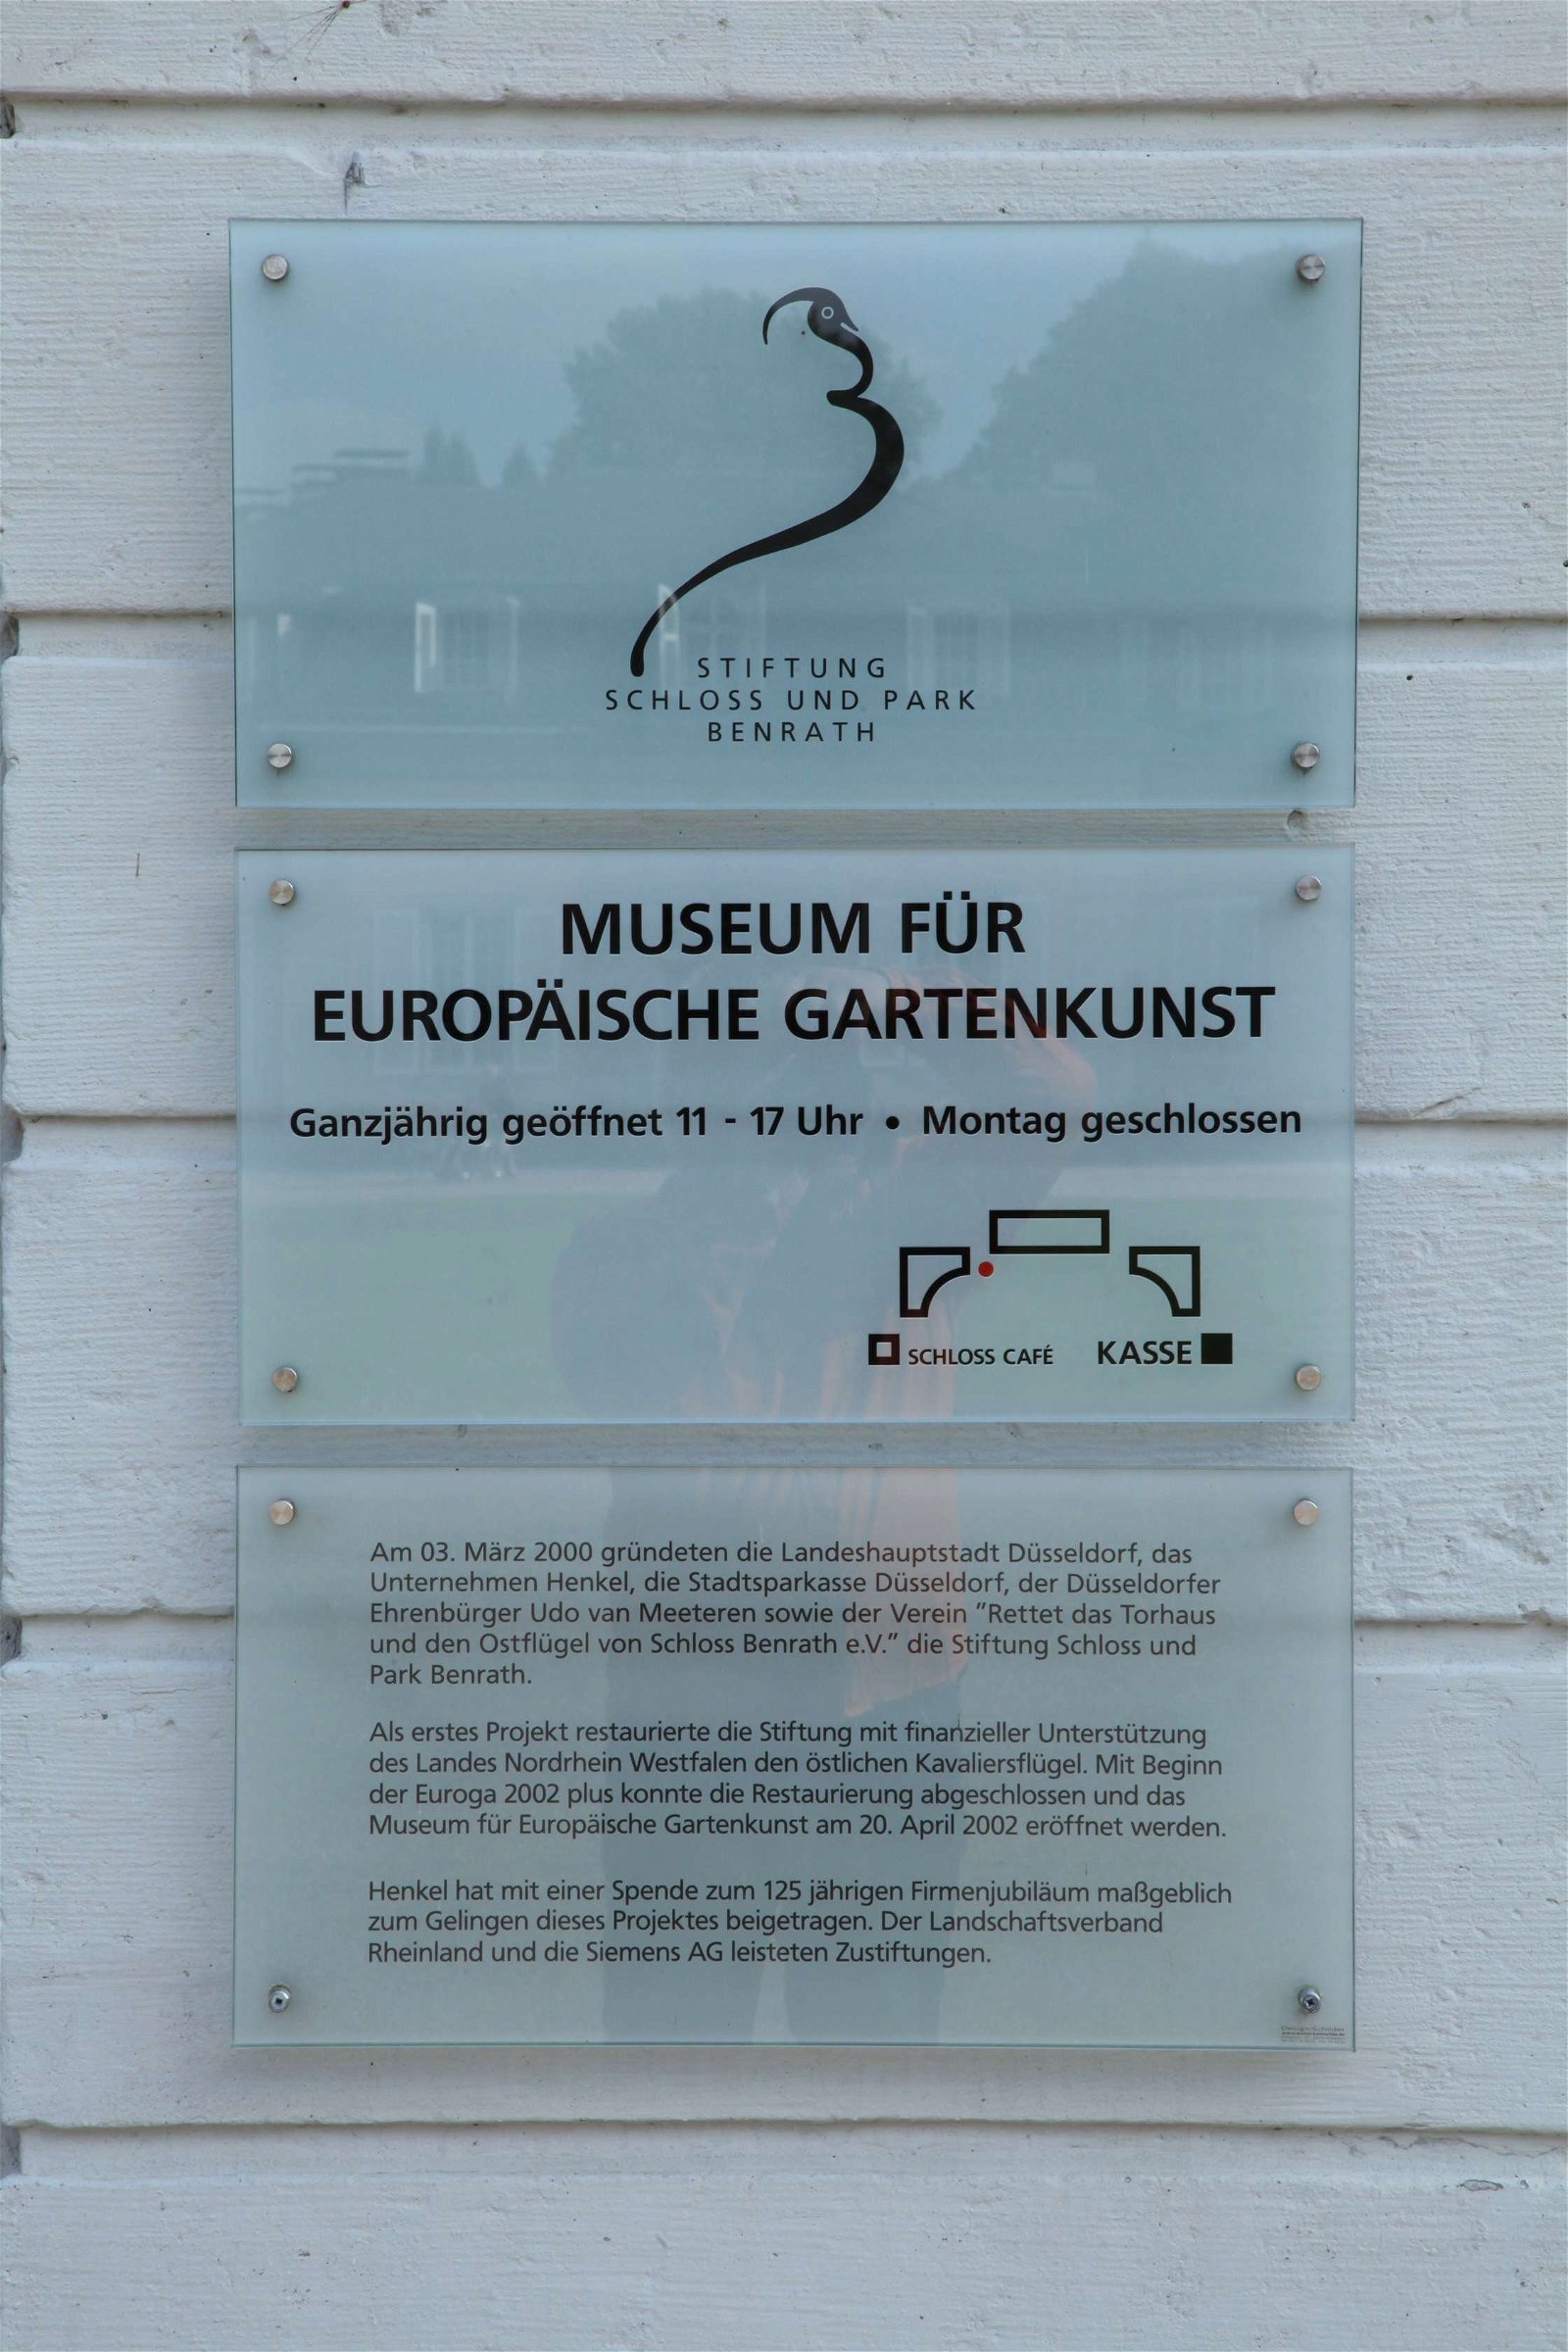 STIFTUNG
SCHLOSS UND PARK
BENRATH
MUSEUM FÜR
EUROPÄISCHE GARTENKUNST
Ganzjährig geöffnet 11 - 17 Uhr • Montag geschlossen
SCHLOSS CAFÉ KASSE
Am 03. März 2000 gründeten die Landeshauptstadt Düsseldorf, das
Unternehmen Henkel, die Stadtsparkasse Düsseldorf, der Düsseldorfer
Ehrenbürger Udo van Meeteren sowie der Verein "Rettet das Torhaus
und den Ostflügel von Schloss Benrath e.V." die Stiftung Schloss und
Park Benrath.
Als erstes Projekt restaurierte die Stiftung mit finanzieller Unterstützung
des Landes Nordrhein Westfalen den östlichen Kavaliersflügel. Mit Beginn
der Euroga 2002 plus konnte die Restaurierung abgeschlossen und das
Museum für Europäische Gartenkunst am 20. April 2002 eröffnet werden.
Henkel hat mit einer Spende zum 125 jährigen Firmenjubiläum maßgeblich
zum Gelingen dieses Projektes beigetragen. Der Landschaftsverband
Rheinland und die Siemens AG leisteten Zustiftungen.